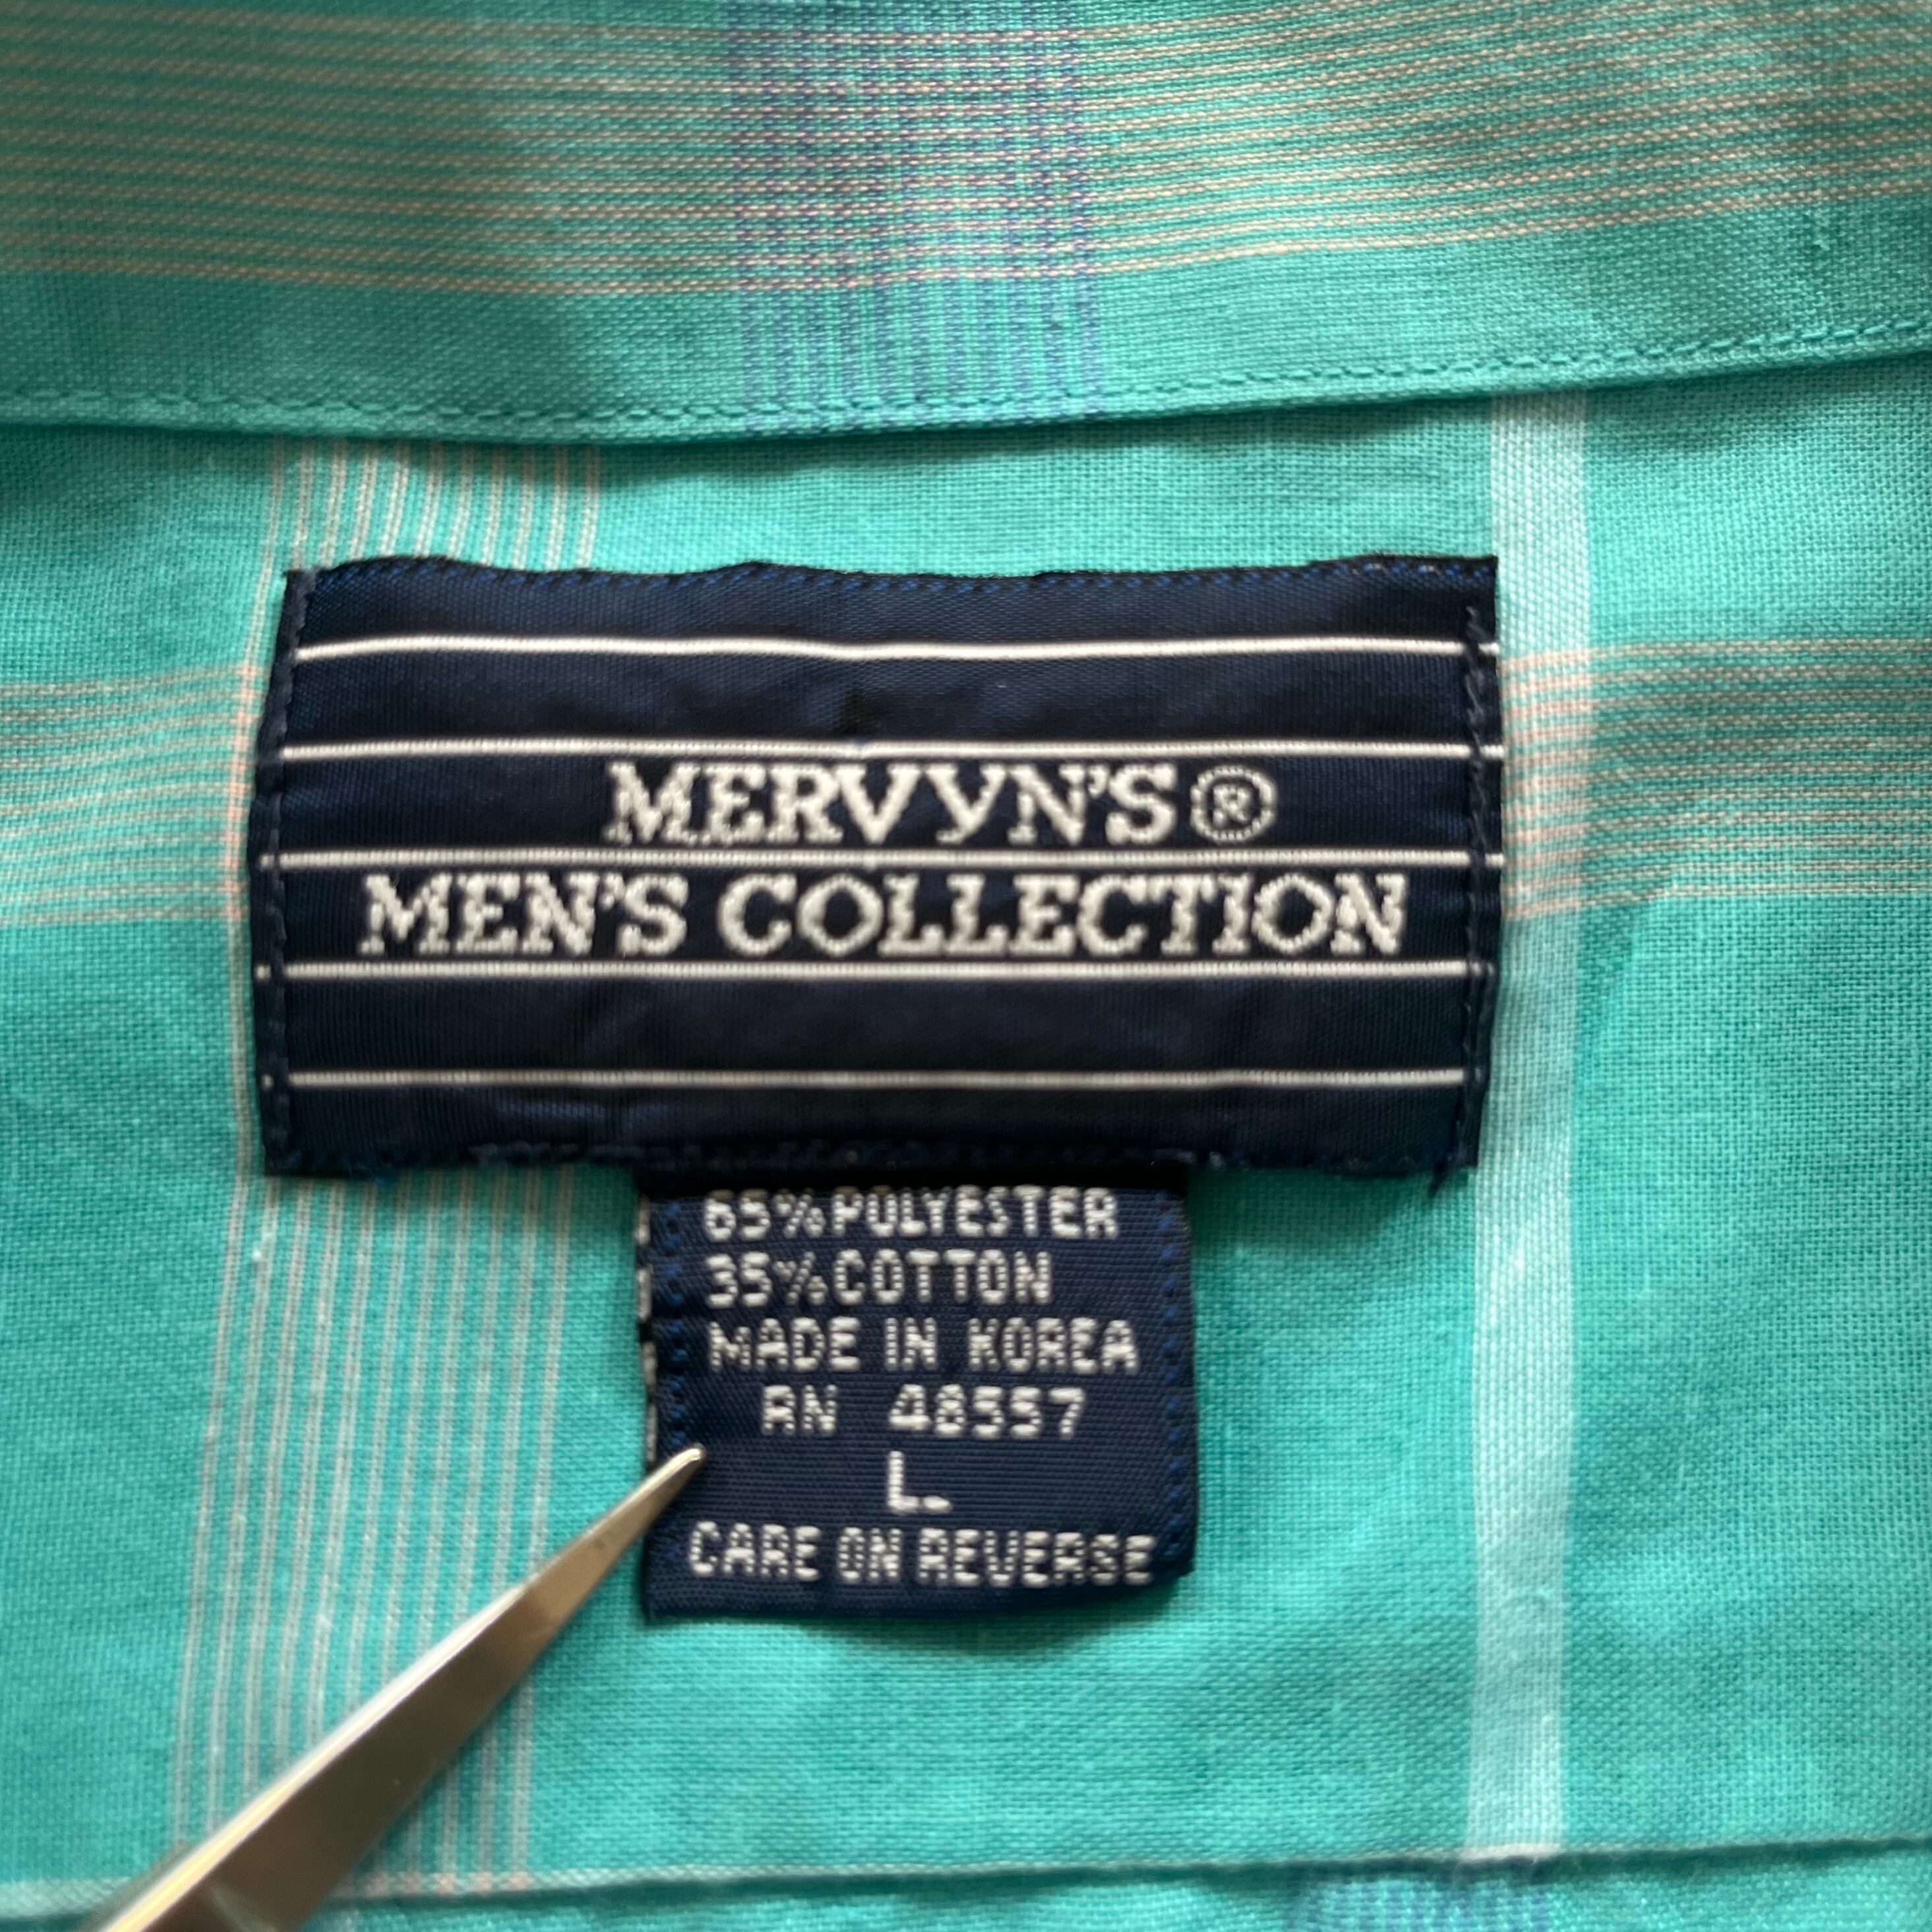 MERVYN'S®
MEN'S COLLECTION
65% POLYESTER
35% COTTON
MADE IN KOREA
RN 48557
L
CARE ON REVERSE